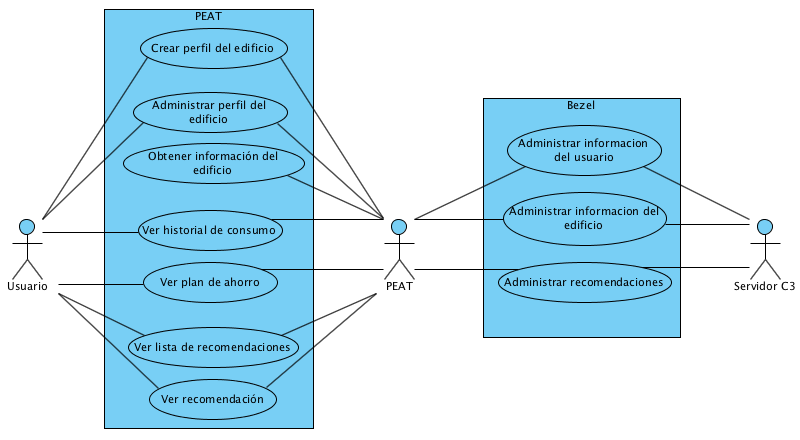 PEAT
Crear perfil del edificio
Administrar perfil del
edificio
Obtener información del
edificio
Ver historial de consumo
Ver plan de ahorro
Ver lista de recomendaciones
Ver recomendación
Usuario
PEAT
Bezel
Administrar informacion
del usuario
Administrar informacion del
edificio
Administrar recomendaciones
Servidor C3